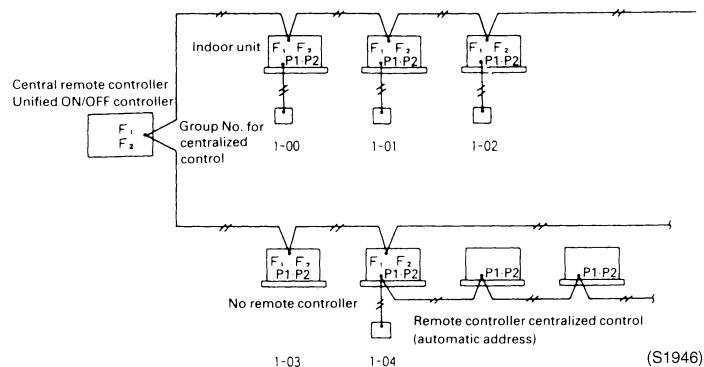 Indoor unit
F₁ F₂
P1·P2
F₁ F₂
P1·P2
F₁ F₂
P1·P2
Central remote controller
Unified ON/OFF controller
F₁
F₂
Group No. for
centralized
control
1-00
1-01
1-02
F₁ F₂
P1·P2
F₁ F₂
P1·P2
P1·P2
P1·P2
No remote controller
Remote controller centralized control
(automatic address)
1-03
1-04
(S1946)